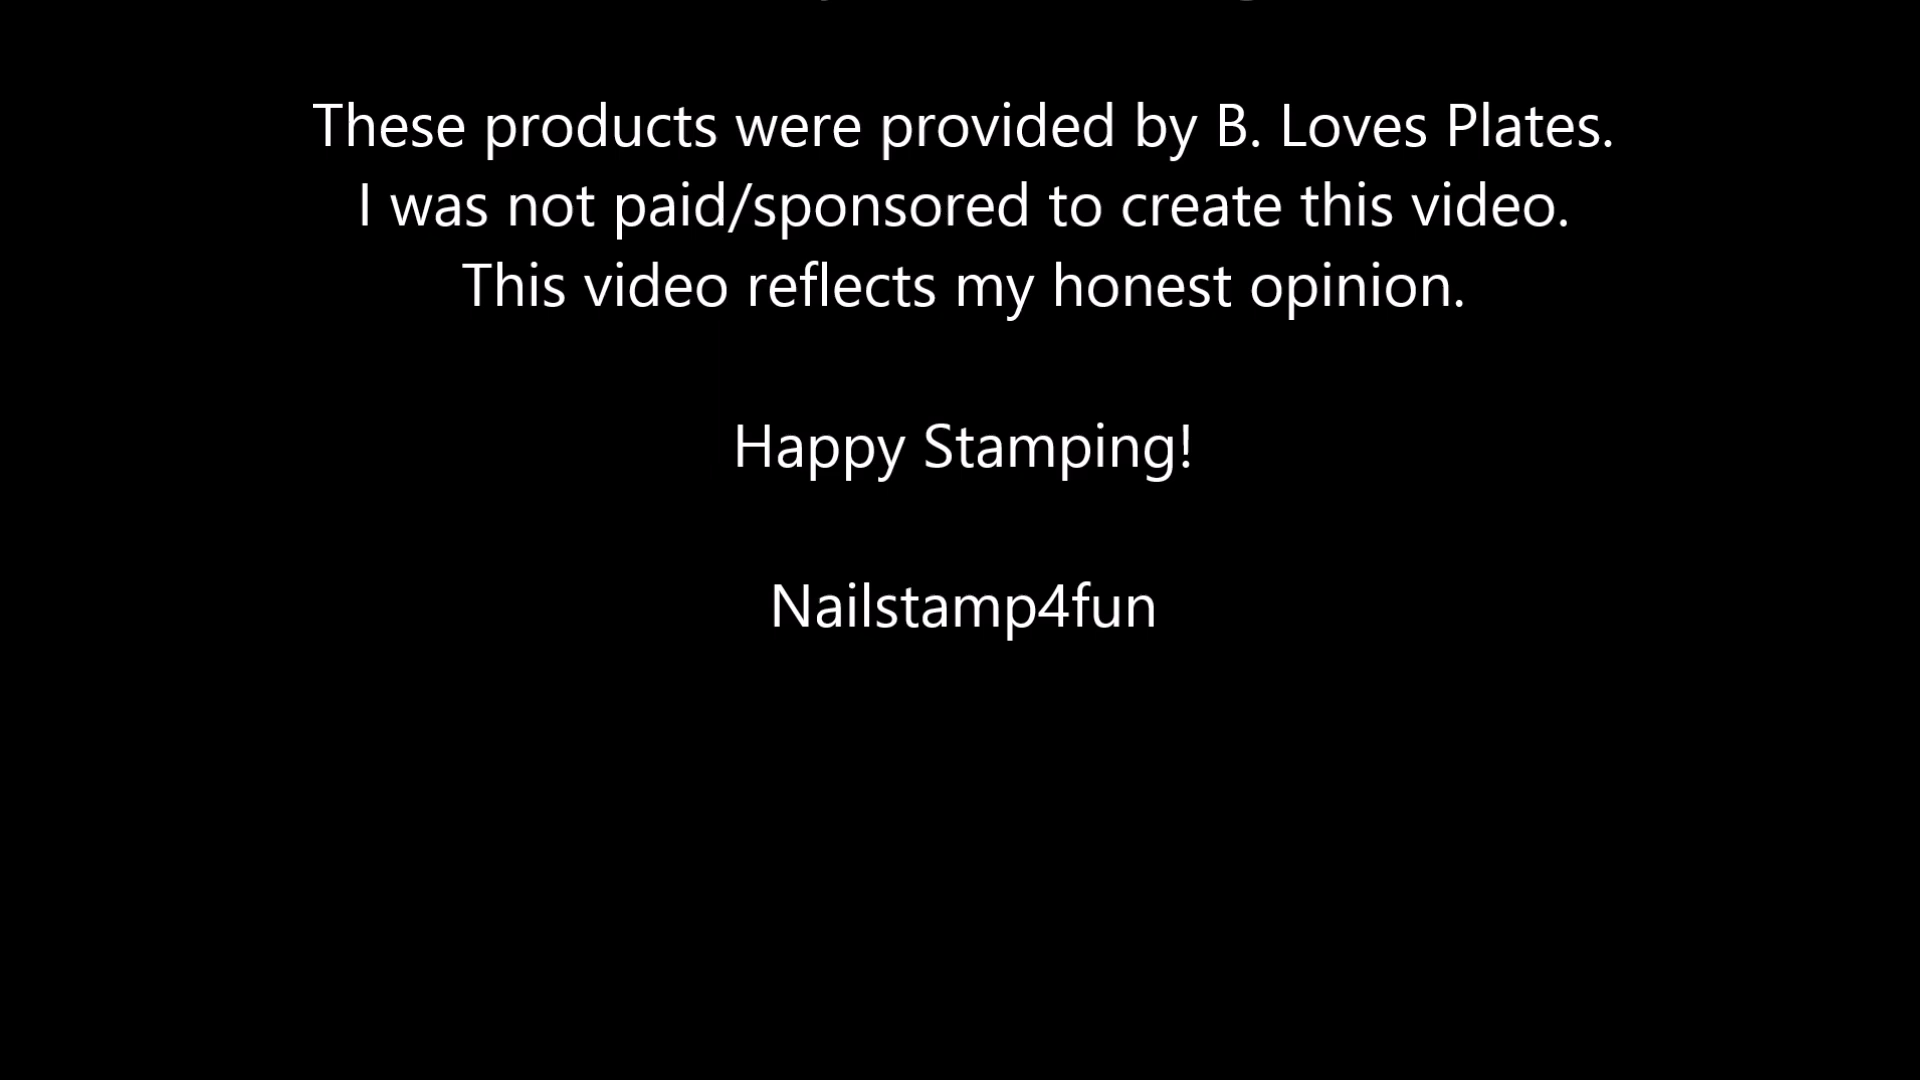 These products were provided by B. Loves Plates.
I was not paid/sponsored to create this video.
This video reflects my honest opinion.
Happy Stamping!
Nailstamp4fun